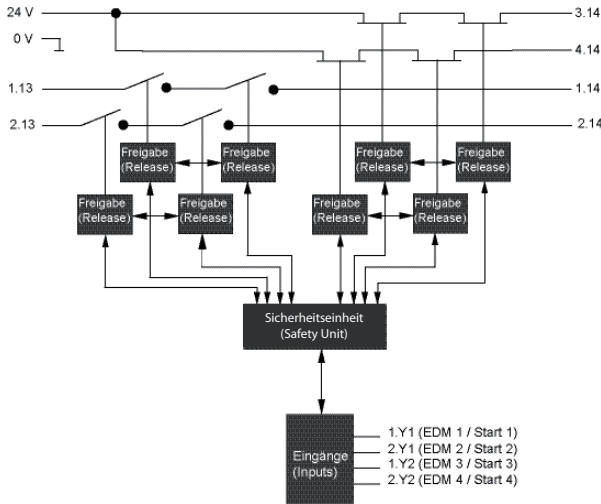 24 V
3.14
0 V
4.14
1.13
1.14
2.13
2.14
Freigabe
(Release)
Freigabe
(Release)
Freigabe
(Release)
Freigabe
(Release)
Freigabe
(Release)
Freigabe
(Release)
Freigabe
(Release)
Freigabe
(Release)
Sicherheitseinheit
(Safety Unit)
Eingänge
(Inputs)
1.Y1 (EDM 1 / Start 1)
2.Y1 (EDM 2 / Start 2)
1.Y2 (EDM 3 / Start 3)
2.Y2 (EDM 4 / Start 4)